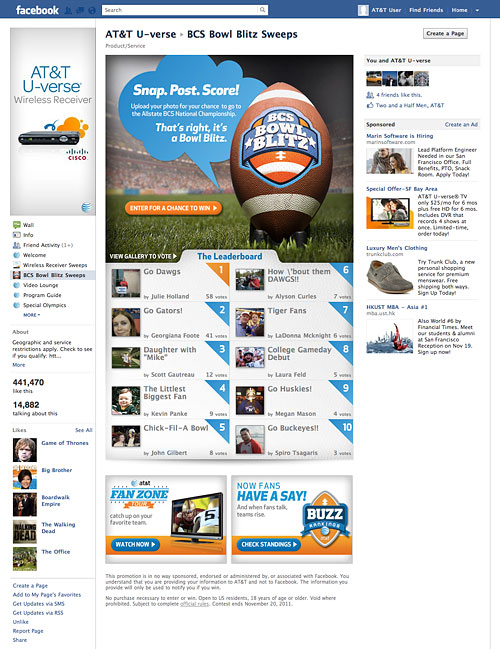 facebook
Search
AT&T User
Find Friends
Home
AT&T
U-verse
Wireless Receiver
CISCO
at&t
Wall
Info
Friend Activity (1+)
Welcome
Wireless Receiver Sweeps
BCS Bowl Blitz Sweeps
Video Lounge
Program Guide
Special Olympics
MORE
About
Geographic and service
restrictions apply. Check to
see if you qualify: htt...
More
441,470
like this
14,882
talking about this
Likes
See All
Game of Thrones
Big Brother
Boardwalk
Empire
The Walking
Dead
The Office
Create a Page
Add to My Page's Favorites
Get Updates via SMS
Get Updates via RSS
Unlike
Report Page
Share
AT&T U-verse ▸ BCS Bowl Blitz Sweeps
Product/Service
Create a Page
Snap. Post. Score!
Upload your photo for your chance to go to
the Allstate BCS National Championship.
That's right, it's
a Bowl Blitz.
BCS
BOWL
BLITZ
ENTER FOR A CHANCE TO WIN
VIEW GALLERY TO VOTE
The Leaderboard
Go Dawgs
1
by Julie Holland
58 votes
Go Gators!
2
by Georgiana Foote
41 votes
Daughter with
"Mike"
3
by Scott Gautreau
12 votes
The Littlest
Biggest Fan
4
by Kevin Panke
9 votes
Chick-Fil-A Bowl
5
by John Gilbert
8 votes
How \'bout them
DAWGS!!
6
by Alyson Curles
7 votes
Tiger Fans
7
by LaDonna Mcknight
6 votes
College Gameday
Debut
8
by Laura Feld
5 votes
Go Huskies!
9
by Megan Mason
4 votes
Go Buckeyes!!
10
by Spiro Tsagaris
3 votes
at&t
FAN ZONE
TOUR
catch up on your
favorite team.
WATCH NOW
NOW FANS
HAVE A SAY!
And when fans talk,
teams rise.
CHECK STANDINGS
BUZZ
RANKINGS
This promotion is in no way sponsored, endorsed or administered by, or associated with Facebook. You
understand that you are providing your information to AT&T and not to Facebook. The information you
provide will only be used to notify you if you win.
No purchase necessary to enter or win. Open to US residents, 18 years of age or older. Void where
prohibited. Subject to complete official rules. Contest ends November 20, 2011.
You and AT&T U-verse
4 friends like this.
Two and a Half Men, AT&T
Sponsored
Create an Ad
Marin Software is Hiring
marinsoftware.com
Lead Platform Engineer
Needed in our San
Francisco Office. Full
Benefits, PTO, Snack
Room. Apply Today!
Special Offer-SF Bay Area
AT&T U-verse® TV
only $25/mo for 6 mos
plus free HD for 6 mos.
Includes DVR that
records 4 shows at
once. Limited-time,
order today!
Luxury Men's Clothing
trunkclub.com
Try Trunk Club, a new
personal shopping
service for premium
menswear. Free
shipping both ways.
Sign Up Today!
HKUST MBA - Asia #1
mba.ust.hk
Also World #6 by
Financial Times. Meet
our students & alumni
at San Francisco
Reception on Nov 19.
Sign up now!